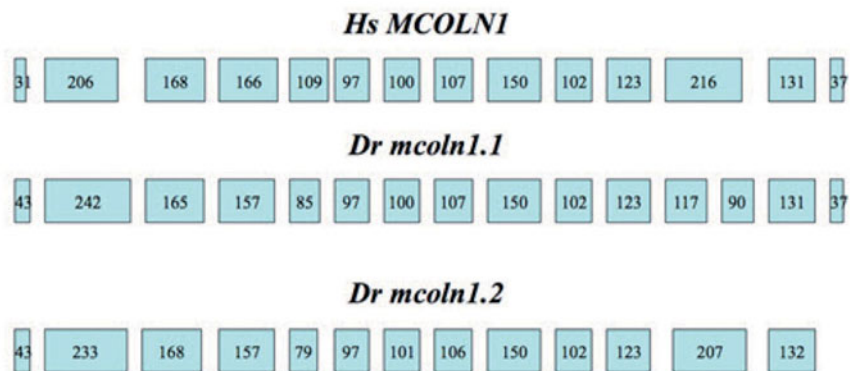 Hs MCOLN1
31 206 168 166 109 97 100 107 150 102 123 216 131 37
Dr mcoln1.1
43 242 165 157 85 97 100 107 150 102 123 117 90 131 37
Dr mcoln1.2
43 233 168 157 79 97 101 106 150 102 123 207 132